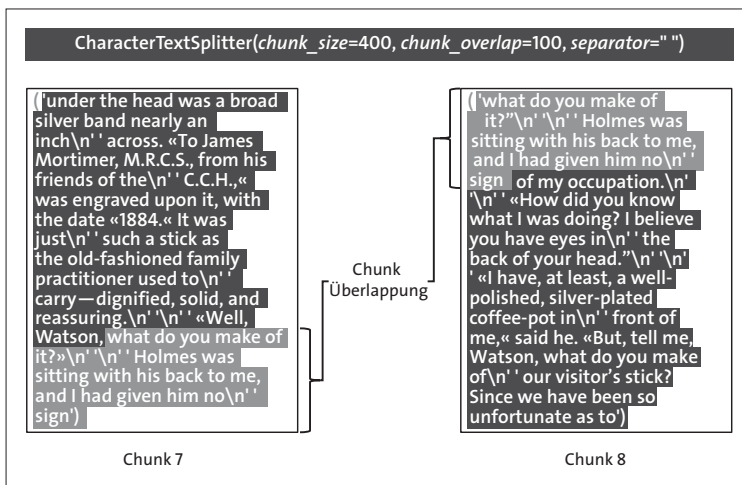 CharacterTextSplitter(chunk_size=400, chunk_overlap=100, separator=" ")
('under the head was a broad
silver band nearly an
inch\n' ' across. «To James
Mortimer, M.R.C.S., from his
friends of the\n' ' C.C.H.,«
was engraved upon it, with
the date «1884.« It was
just\n' ' such a stick as
the old-fashioned family
practitioner used to\n' '
carry—dignified, solid, and
reassuring.\n' '\n' ' «Well,
Watson, what do you make of
it?»\n' '\n' ' Holmes was
sitting with his back to me,
and I had given him no\n' '
sign')
Chunk 7
Chunk
Überlappung
('what do you make of
it?”\n' '\n' ' Holmes was
sitting with his back to me,
and I had given him no\n' '
sign of my occupation.\n'
'\n' ' «How did you know
what I was doing? I believe
you have eyes in\n' ' the
back of your head.”\n' '\n'
' «I have, at least, a well-
polished, silver-plated
coffee-pot in\n' ' front of
me,« said he. «But, tell me,
Watson, what do you make
of\n' ' our visitor’s stick?
Since we have been so
unfortunate as to')
Chunk 8